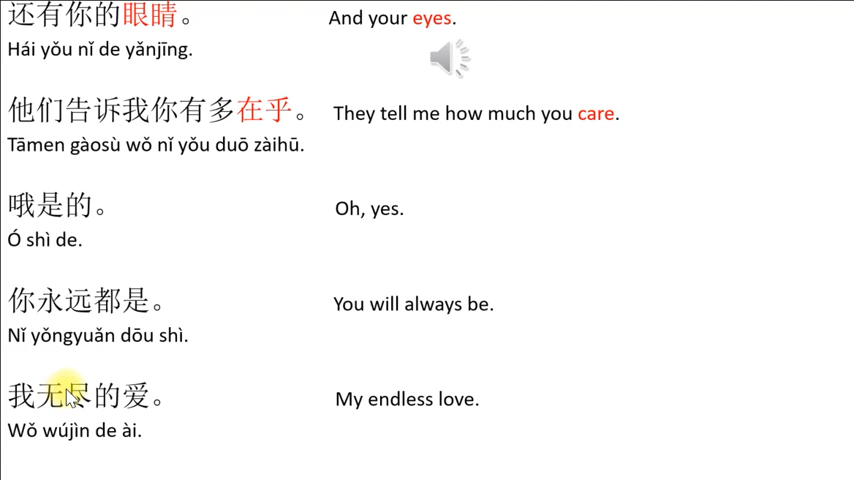 还有你的眼睛。 And your eyes.
Hái yǒu nǐ de yǎnjīng.
他们告诉我你有多在乎。 They tell me how much you care.
Tāmen gàosù wǒ nǐ yǒu duō zàihū.
哦是的。 Oh, yes.
Ó shì de.
你永远都是。 You will always be.
Nǐ yǒngyuǎn dōu shì.
我无尽的爱。 My endless love.
Wǒ wújìn de ài.